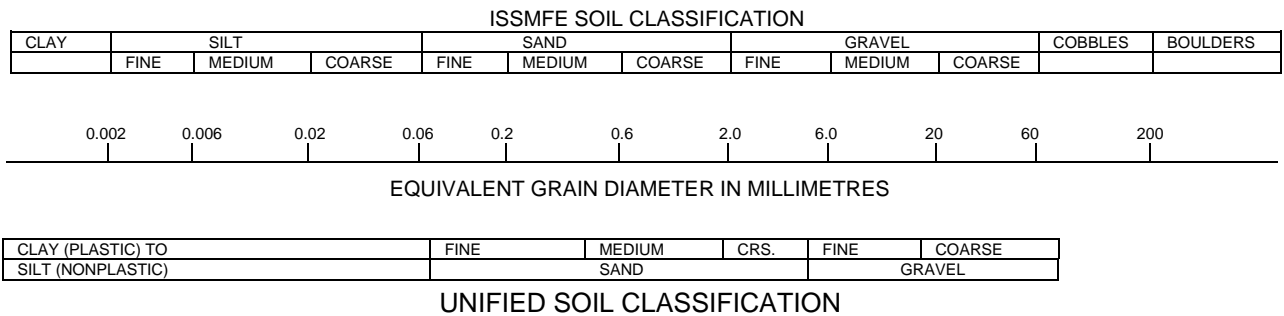 ISSMFE SOIL CLASSIFICATION
CLAY SILT SAND GRAVEL COBBLES BOULDERS
FINE MEDIUM COARSE FINE MEDIUM COARSE FINE MEDIUM COARSE
0.002 0.006 0.02 0.06 0.2 0.6 2.0 6.0 20 60 200
EQUIVALENT GRAIN DIAMETER IN MILLIMETRES
CLAY (PLASTIC) TO FINE MEDIUM CRS. FINE COARSE
SILT (NONPLASTIC) SAND GRAVEL
UNIFIED SOIL CLASSIFICATION